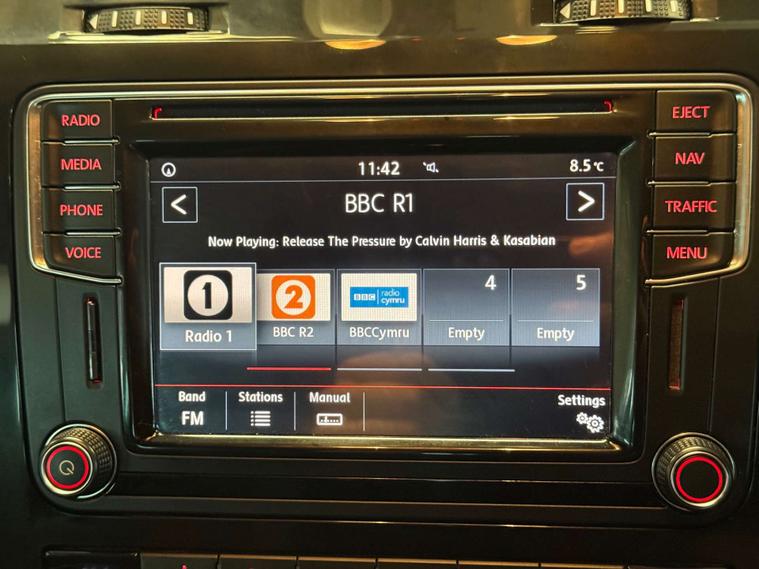 RADIO
MEDIA
PHONE
VOICE
EJECT
NAV
TRAFFIC
MENU
11:42
8.5°C
< BBC R1 >
Now Playing: Release The Pressure by Calvin Harris & Kasabian
1
2
BBC radio
cymru
4
5
Radio 1
BBC R2
BBCCymru
Empty
Empty
Band
FM
Stations
Manual
Settings